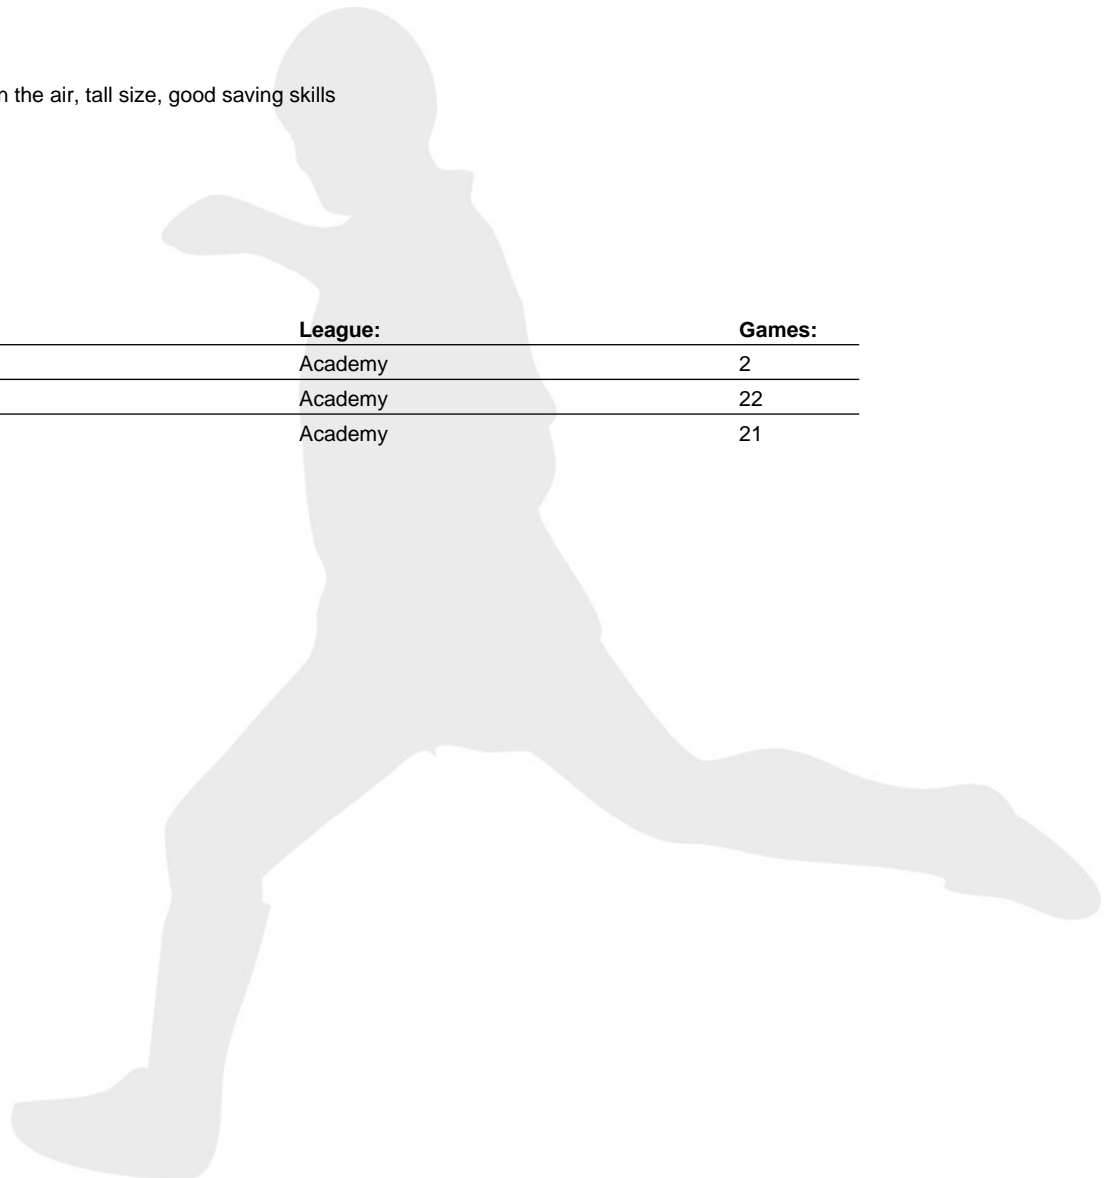 the air, tall size, good saving skills
League: Games:
Academy 2
Academy 22
Academy 21